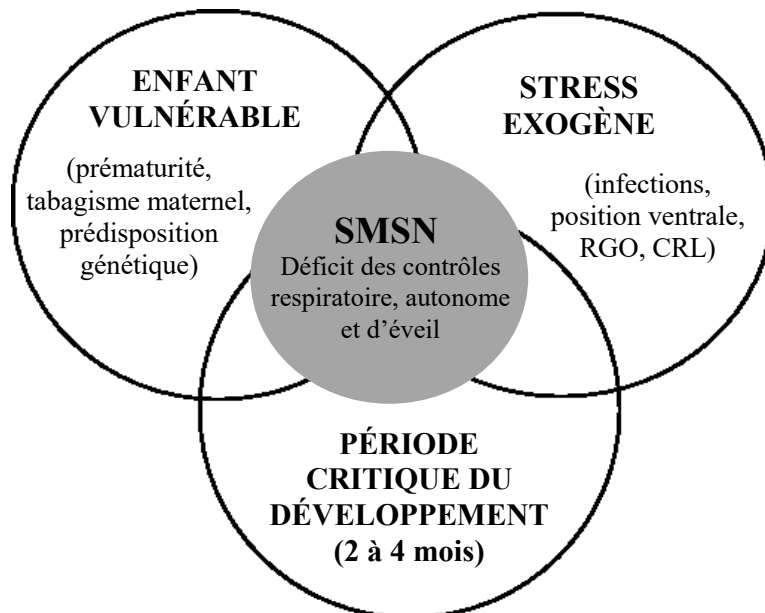 ENFANT
VULNÉRABLE
(prématurité,
tabagisme maternel,
prédisposition
génétique)
STRESS
EXOGÈNE
(infections,
position ventrale,
RGO, CRL)
SMSN
Déficit des contrôles
respiratoire, autonome
et d’éveil
PÉRIODE
CRITIQUE DU
DÉVELOPPEMENT
(2 à 4 mois)